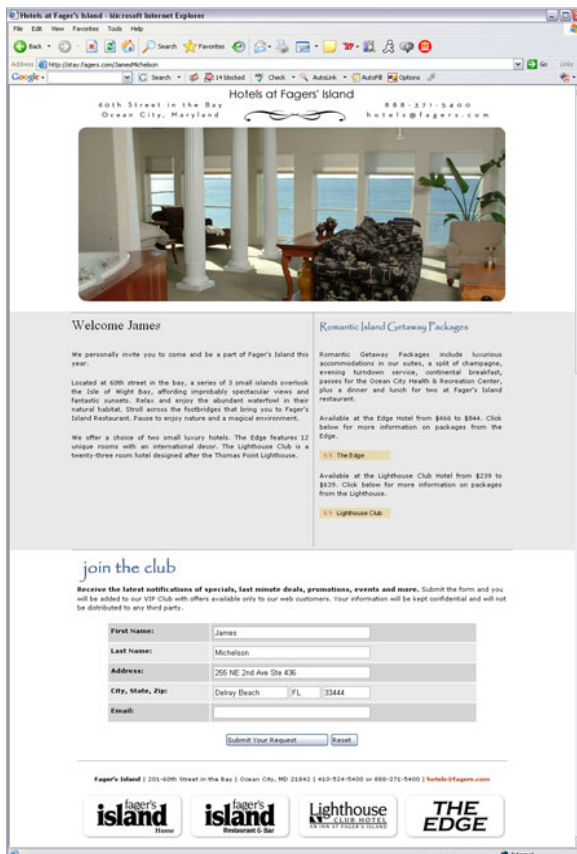 Hotels at Fager's Island - Microsoft Internet Explorer
File Edit View Favorites Tools Help
Back Search Favorites
Address http://stay.fagers.com/JamesMichelson Go Links
Google Search 14 blocked Check AutoLink AutoFill Options
Hotels at Fagers' Island
60th Street in the Bay
Ocean City, Maryland
888-371-5400
hotels@fagers.com
Welcome James
We personally invite you to come and be a part of Fager's Island this
year.
Located at 60th street in the bay, a series of 3 small islands overlook
the Isle of Wight Bay, affording improbably spectacular views and
fantastic sunsets. Relax and enjoy the abundant waterfowl in their
natural habitat. Stroll across the footbridges that bring you to Fager's
Island Restaurant. Pause to enjoy nature and a magical environment.
We offer a choice of two small luxury hotels. The Edge features 12
unique rooms with an international decor. The Lighthouse Club is a
twenty-three room hotel designed after the Thomas Point Lighthouse.
Romantic Island Getaway Packages
Romantic Getaway Packages include luxurious
accommodations in our suites, a split of champagne,
evening turndown service, continental breakfast,
passes for the Ocean City Health & Recreation Center,
plus a dinner and lunch for two at Fager's Island
restaurant.
Available at the Edge Hotel from $466 to $844. Click
below for more information on packages from the
Edge.
The Edge
Available at the Lighthouse Club Hotel from $239 to
$639. Click below for more information on packages
from the Lighthouse.
Lighthouse Club
join the club
Receive the latest notifications of specials, last minute deals, promotions, events and more. Submit the form and you
will be added to our VIP Club with offers available only to our web customers. Your information will be kept confidential and will not
be distributed to any third party.
First Name: James
Last Name: Michelson
Address: 255 NE 2nd Ave Ste 436
City, State, Zip: Delray Beach FL 33444
Email:
Submit Your Request Reset
Fager's Island | 201-60th Street in the Bay | Ocean City, MD 21842 | 410-524-5400 or 888-371-5400 | hotels@fagers.com
fager's
island
Home
fager's
island
Restaurant & Bar
Lighthouse
CLUB HOTEL
AN INN AT FAGER'S ISLAND
THE
EDGE
Internet